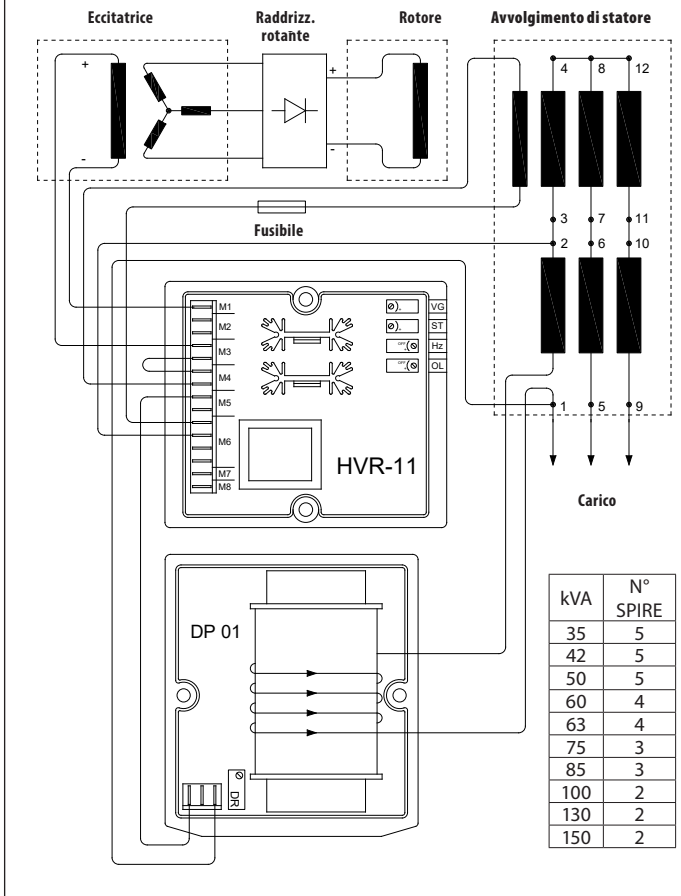 Eccitatrice
Raddrizz.
rotante
Rotore
Avvolgimento di statore
+
-
+
-
4 8 12
3 7 11
2 6 10
Fusibile
M1
M2
M3
M4
M5
M6
M7
M8
VG
ST
OFF Hz
OFF OL
HVR-11
1 5 9
Carico
DP 01
DR
kVA N° SPIRE
35 5
42 5
50 5
60 4
63 4
75 3
85 3
100 2
130 2
150 2